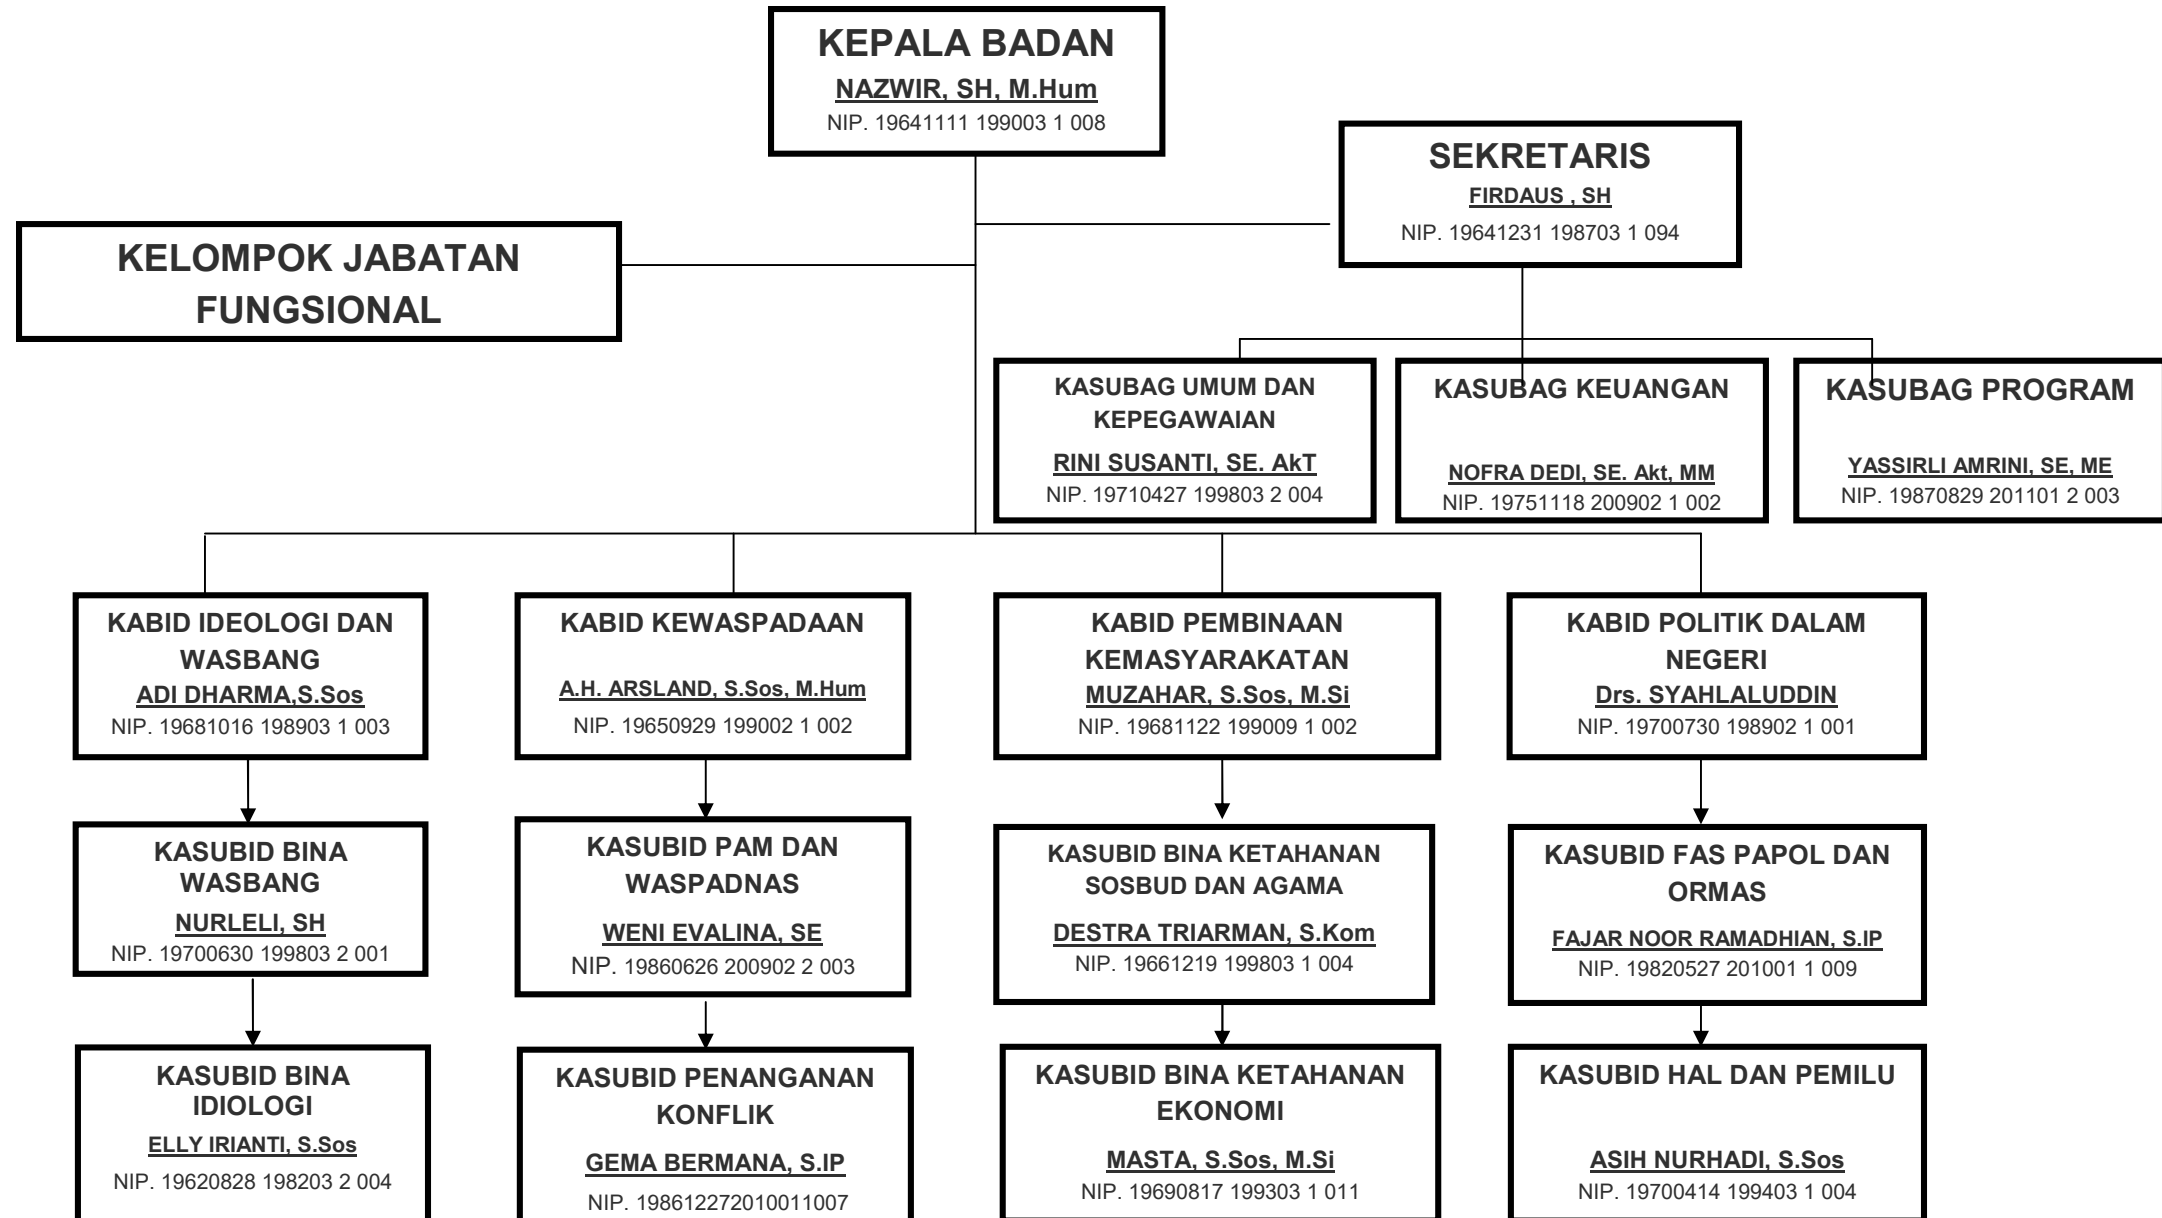 KEPALA BADAN
NAZWIR, SH, M.Hum
NIP. 19641111 199003 1 008
SEKRETARIS
FIRDAUS , SH
NIP. 19641231 198703 1 094
KELOMPOK JABATAN
FUNGSIONAL
KASUBAG UMUM DAN
KEPEGAWAIAN
RINI SUSANTI, SE. AkT
NIP. 19710427 199803 2 004
KASUBAG KEUANGAN
NOFRA DEDI, SE. Akt, MM
NIP. 19751118 200902 1 002
KASUBAG PROGRAM
YASSIRLI AMRINI, SE, ME
NIP. 19870829 201101 2 003
KABID IDEOLOGI DAN
WASBANG
ADI DHARMA,S.Sos
NIP. 19681016 198903 1 003
KABID KEWASPADAAN
A.H. ARSLAND, S.Sos, M.Hum
NIP. 19650929 199002 1 002
KABID PEMBINAAN
KEMASYARAKATAN
MUZAHAR, S.Sos, M.Si
NIP. 19681122 199009 1 002
KABID POLITIK DALAM
NEGERI
Drs. SYAHLALUDDIN
NIP. 19700730 198902 1 001
KASUBID BINA
WASBANG
NURLELI, SH
NIP. 19700630 199803 2 001
KASUBID PAM DAN
WASPADNAS
WENI EVALINA, SE
NIP. 19860626 200902 2 003
KASUBID BINA KETAHANAN
SOSBUD DAN AGAMA
DESTRA TRIARMAN, S.Kom
NIP. 19661219 199803 1 004
KASUBID FAS PAPOL DAN
ORMAS
FAJAR NOOR RAMADHIAN, S.IP
NIP. 19820527 201001 1 009
KASUBID BINA
IDIOLOGI
ELLY IRIANTI, S.Sos
NIP. 19620828 198203 2 004
KASUBID PENANGANAN
KONFLIK
GEMA BERMANA, S.IP
NIP. 198612272010011007
KASUBID BINA KETAHANAN
EKONOMI
MASTA, S.Sos, M.Si
NIP. 19690817 199303 1 011
KASUBID HAL DAN PEMILU
ASIH NURHADI, S.Sos
NIP. 19700414 199403 1 004